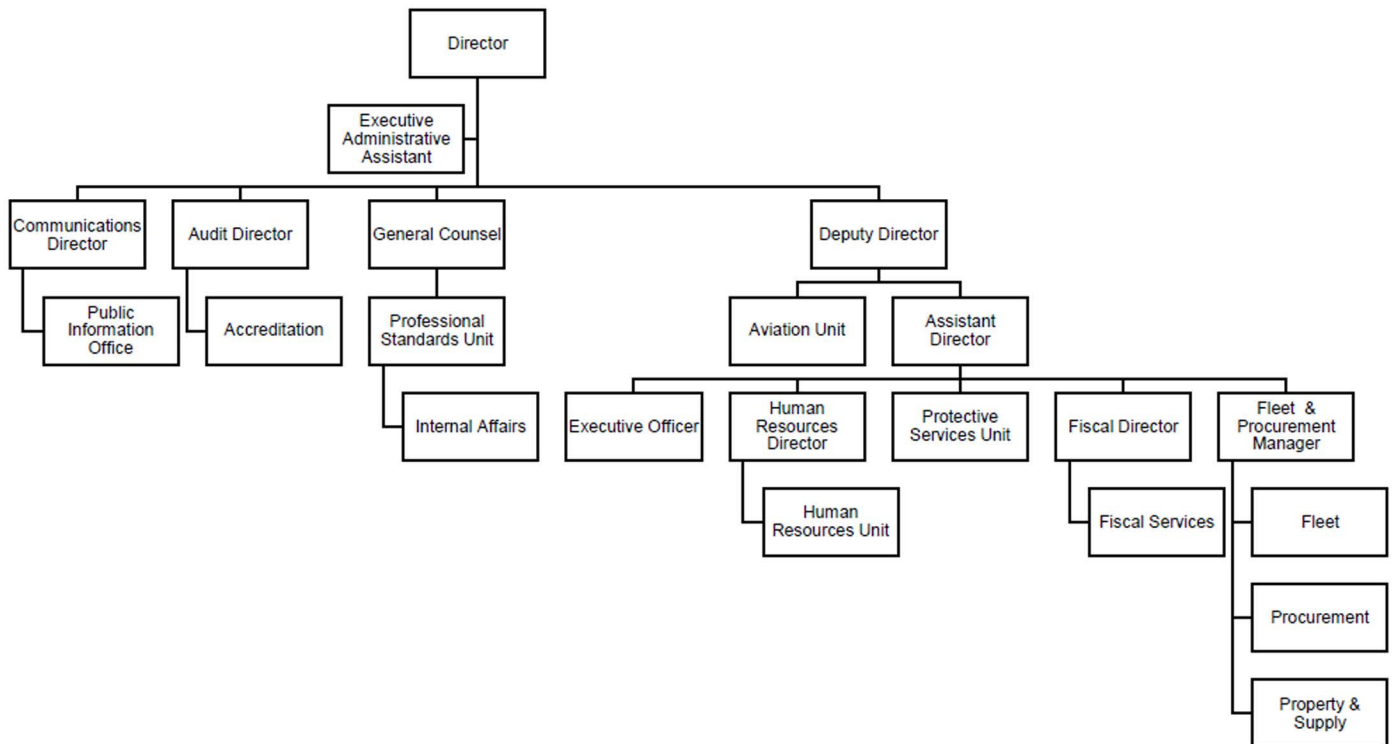 Director
Executive
Administrative
Assistant
Communications
Director
Audit Director
General Counsel
Deputy Director
Public
Information
Office
Accreditation
Professional
Standards Unit
Aviation Unit
Assistant
Director
Internal Affairs
Executive Officer
Human
Resources
Director
Protective
Services Unit
Fiscal Director
Fleet &
Procurement
Manager
Human
Resources Unit
Fiscal Services
Fleet
Procurement
Property &
Supply